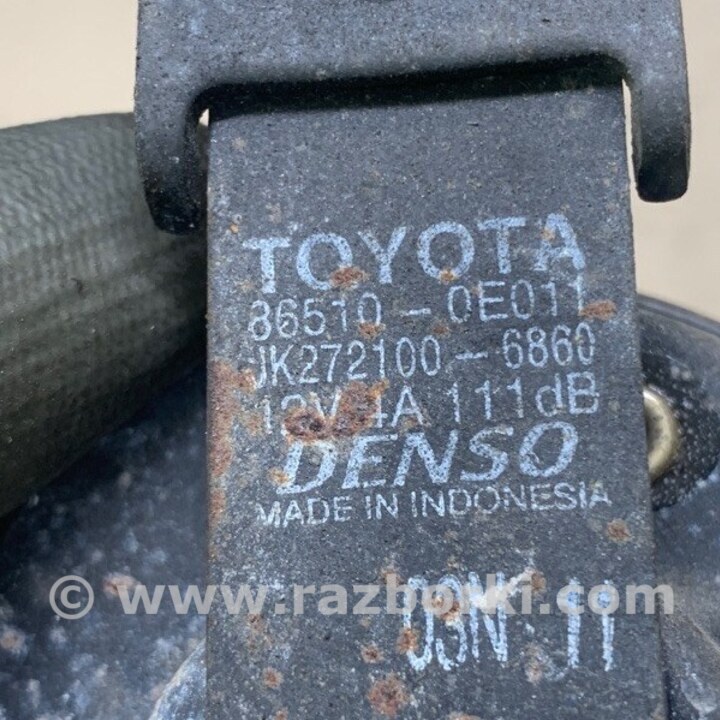 TOYOTA
86510-0E011
JK272100-6860
12V 4A 111dB
DENSO
MADE IN INDONESIA
© www.razborki.com
03N 11